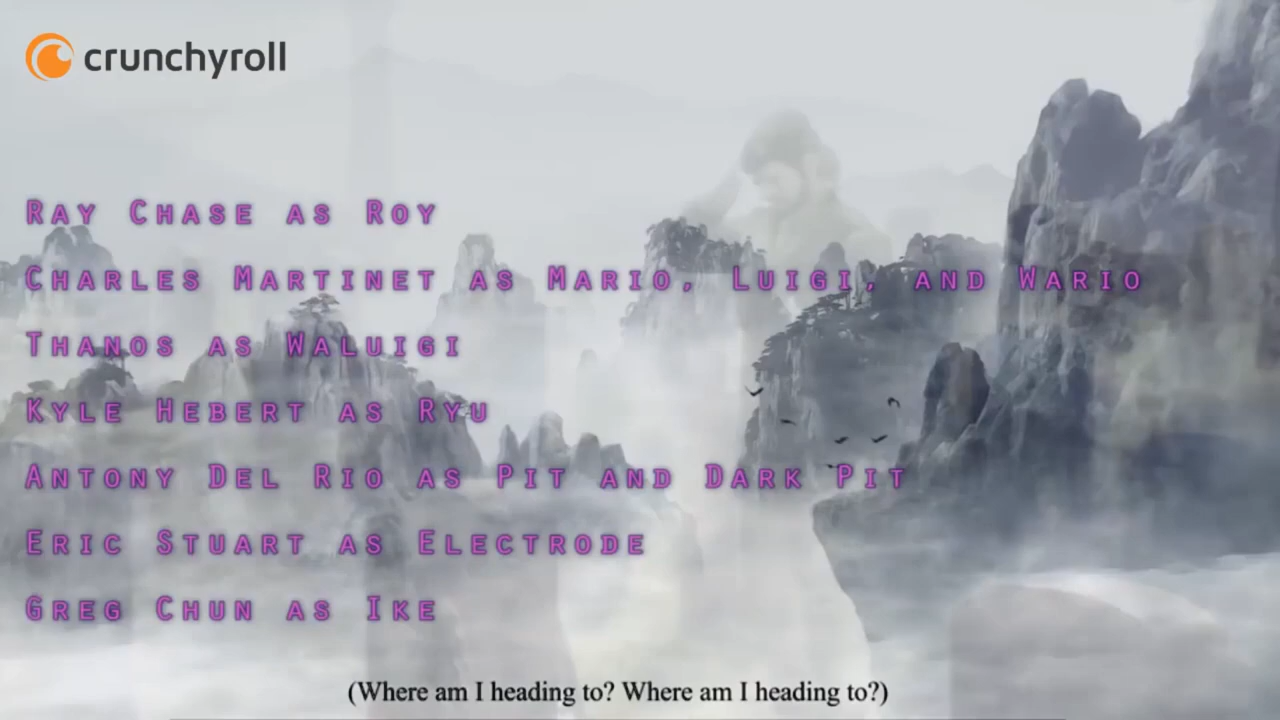 crunchyroll
Ray Chase as Roy
Charles Martinet as Mario, Luigi, and Wario
Thanos as Waluigi
Kyle Hebert as Ryu
Antony Del Rio as Pit and Dark Pit
Eric Stuart as Electrode
Greg Chun as Ike
(Where am I heading to? Where am I heading to?)